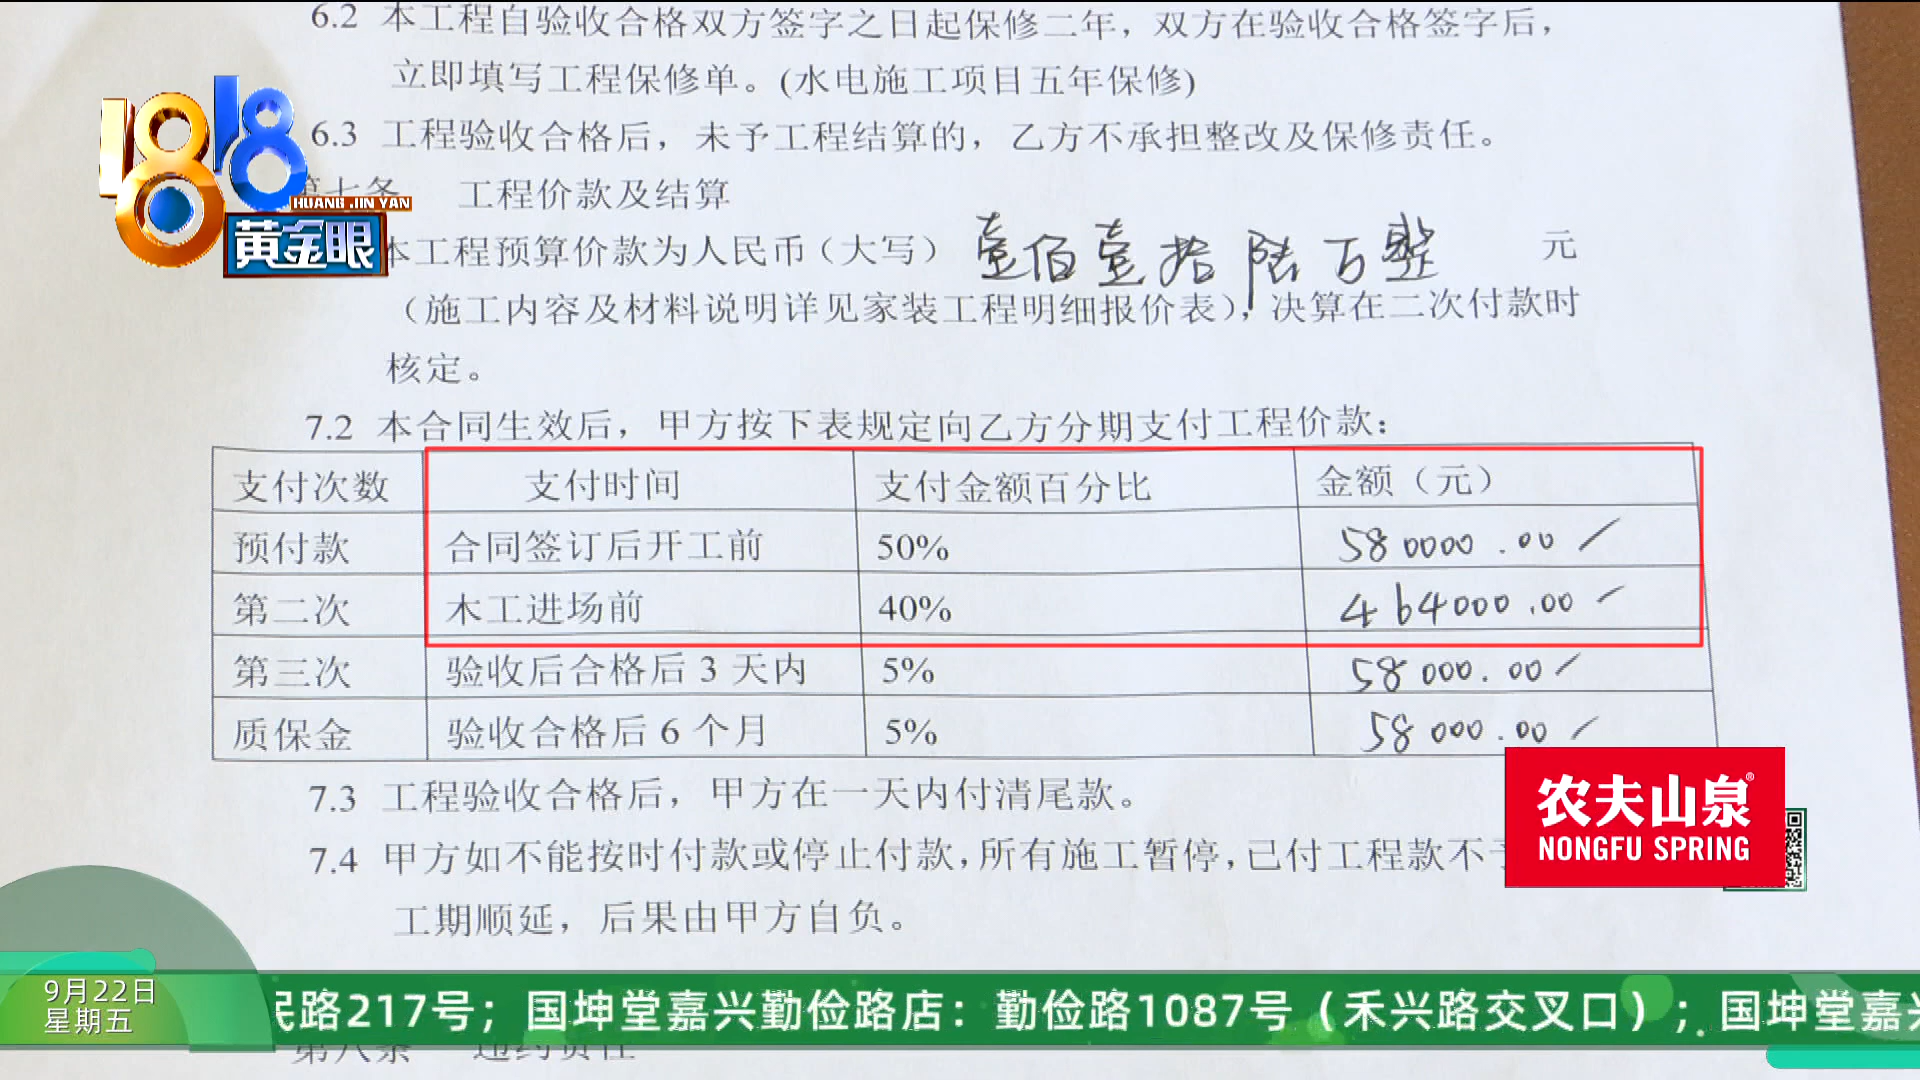 6.2 本工程自验收合格双方签字之日起保修二年，双方在验收合格签字后，
立即填写工程保修单。(水电施工项目五年保修)
6.3 工程验收合格后，未予工程结算的，乙方不承担整改及保修责任。
第七条 工程价款及结算
本工程预算价款为人民币（大写）壹佰壹拾陆万整 元
（施工内容及材料说明详见家装工程明细报价表），决算在二次付款时
核定。
7.2 本合同生效后，甲方按下表规定向乙方分期支付工程价款：
支付次数 支付时间 支付金额百分比 金额（元）
预付款 合同签订后开工前 50% 580000.00
第二次 木工进场前 40% 464000.00
第三次 验收后合格后3天内 5% 58000.00
质保金 验收合格后6个月 5% 58000.00
7.3 工程验收合格后，甲方在一天内付清尾款。
7.4 甲方如不能按时付款或停止付款，所有施工暂停，已付工程款不予
工期顺延，后果由甲方自负。
第八条 违约责任
1818
HUANG JIN YAN
黄金眼
农夫山泉®
NONGFU SPRING
9月22日
星期五
民路217号；国坤堂嘉兴勤俭路店：勤俭路1087号（禾兴路交叉口）；国坤堂嘉兴